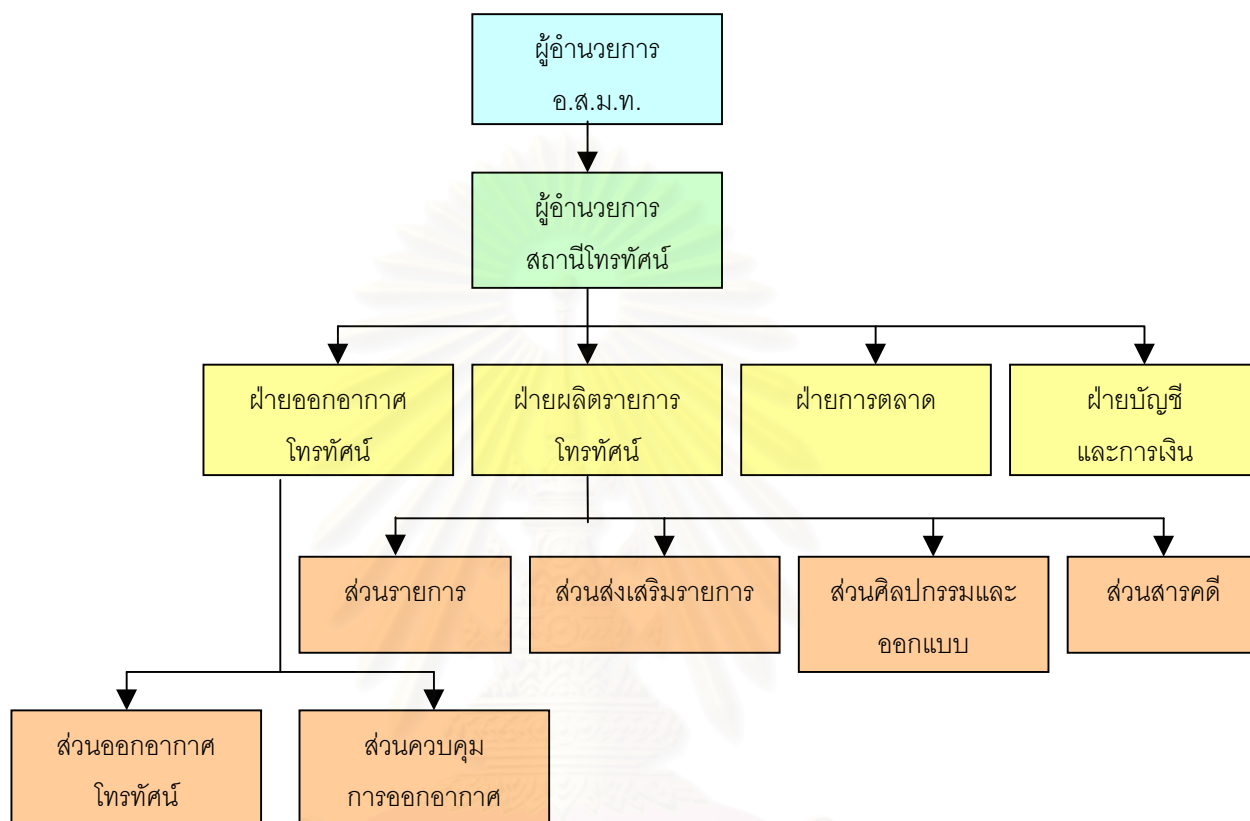 ผู้อำนวยการ
อ.ส.ม.ท.
ผู้อำนวยการ
สถานีโทรทัศน์
ฝ่ายออกอากาศ
โทรทัศน์
ฝ่ายผลิตรายการ
โทรทัศน์
ฝ่ายการตลาด
ฝ่ายบัญชี
และการเงิน
ส่วนรายการ
ส่วนส่งเสริมรายการ
ส่วนศิลปกรรมและ
ออกแบบ
ส่วนสารคดี
ส่วนออกอากาศ
โทรทัศน์
ส่วนควบคุม
การออกอากาศ